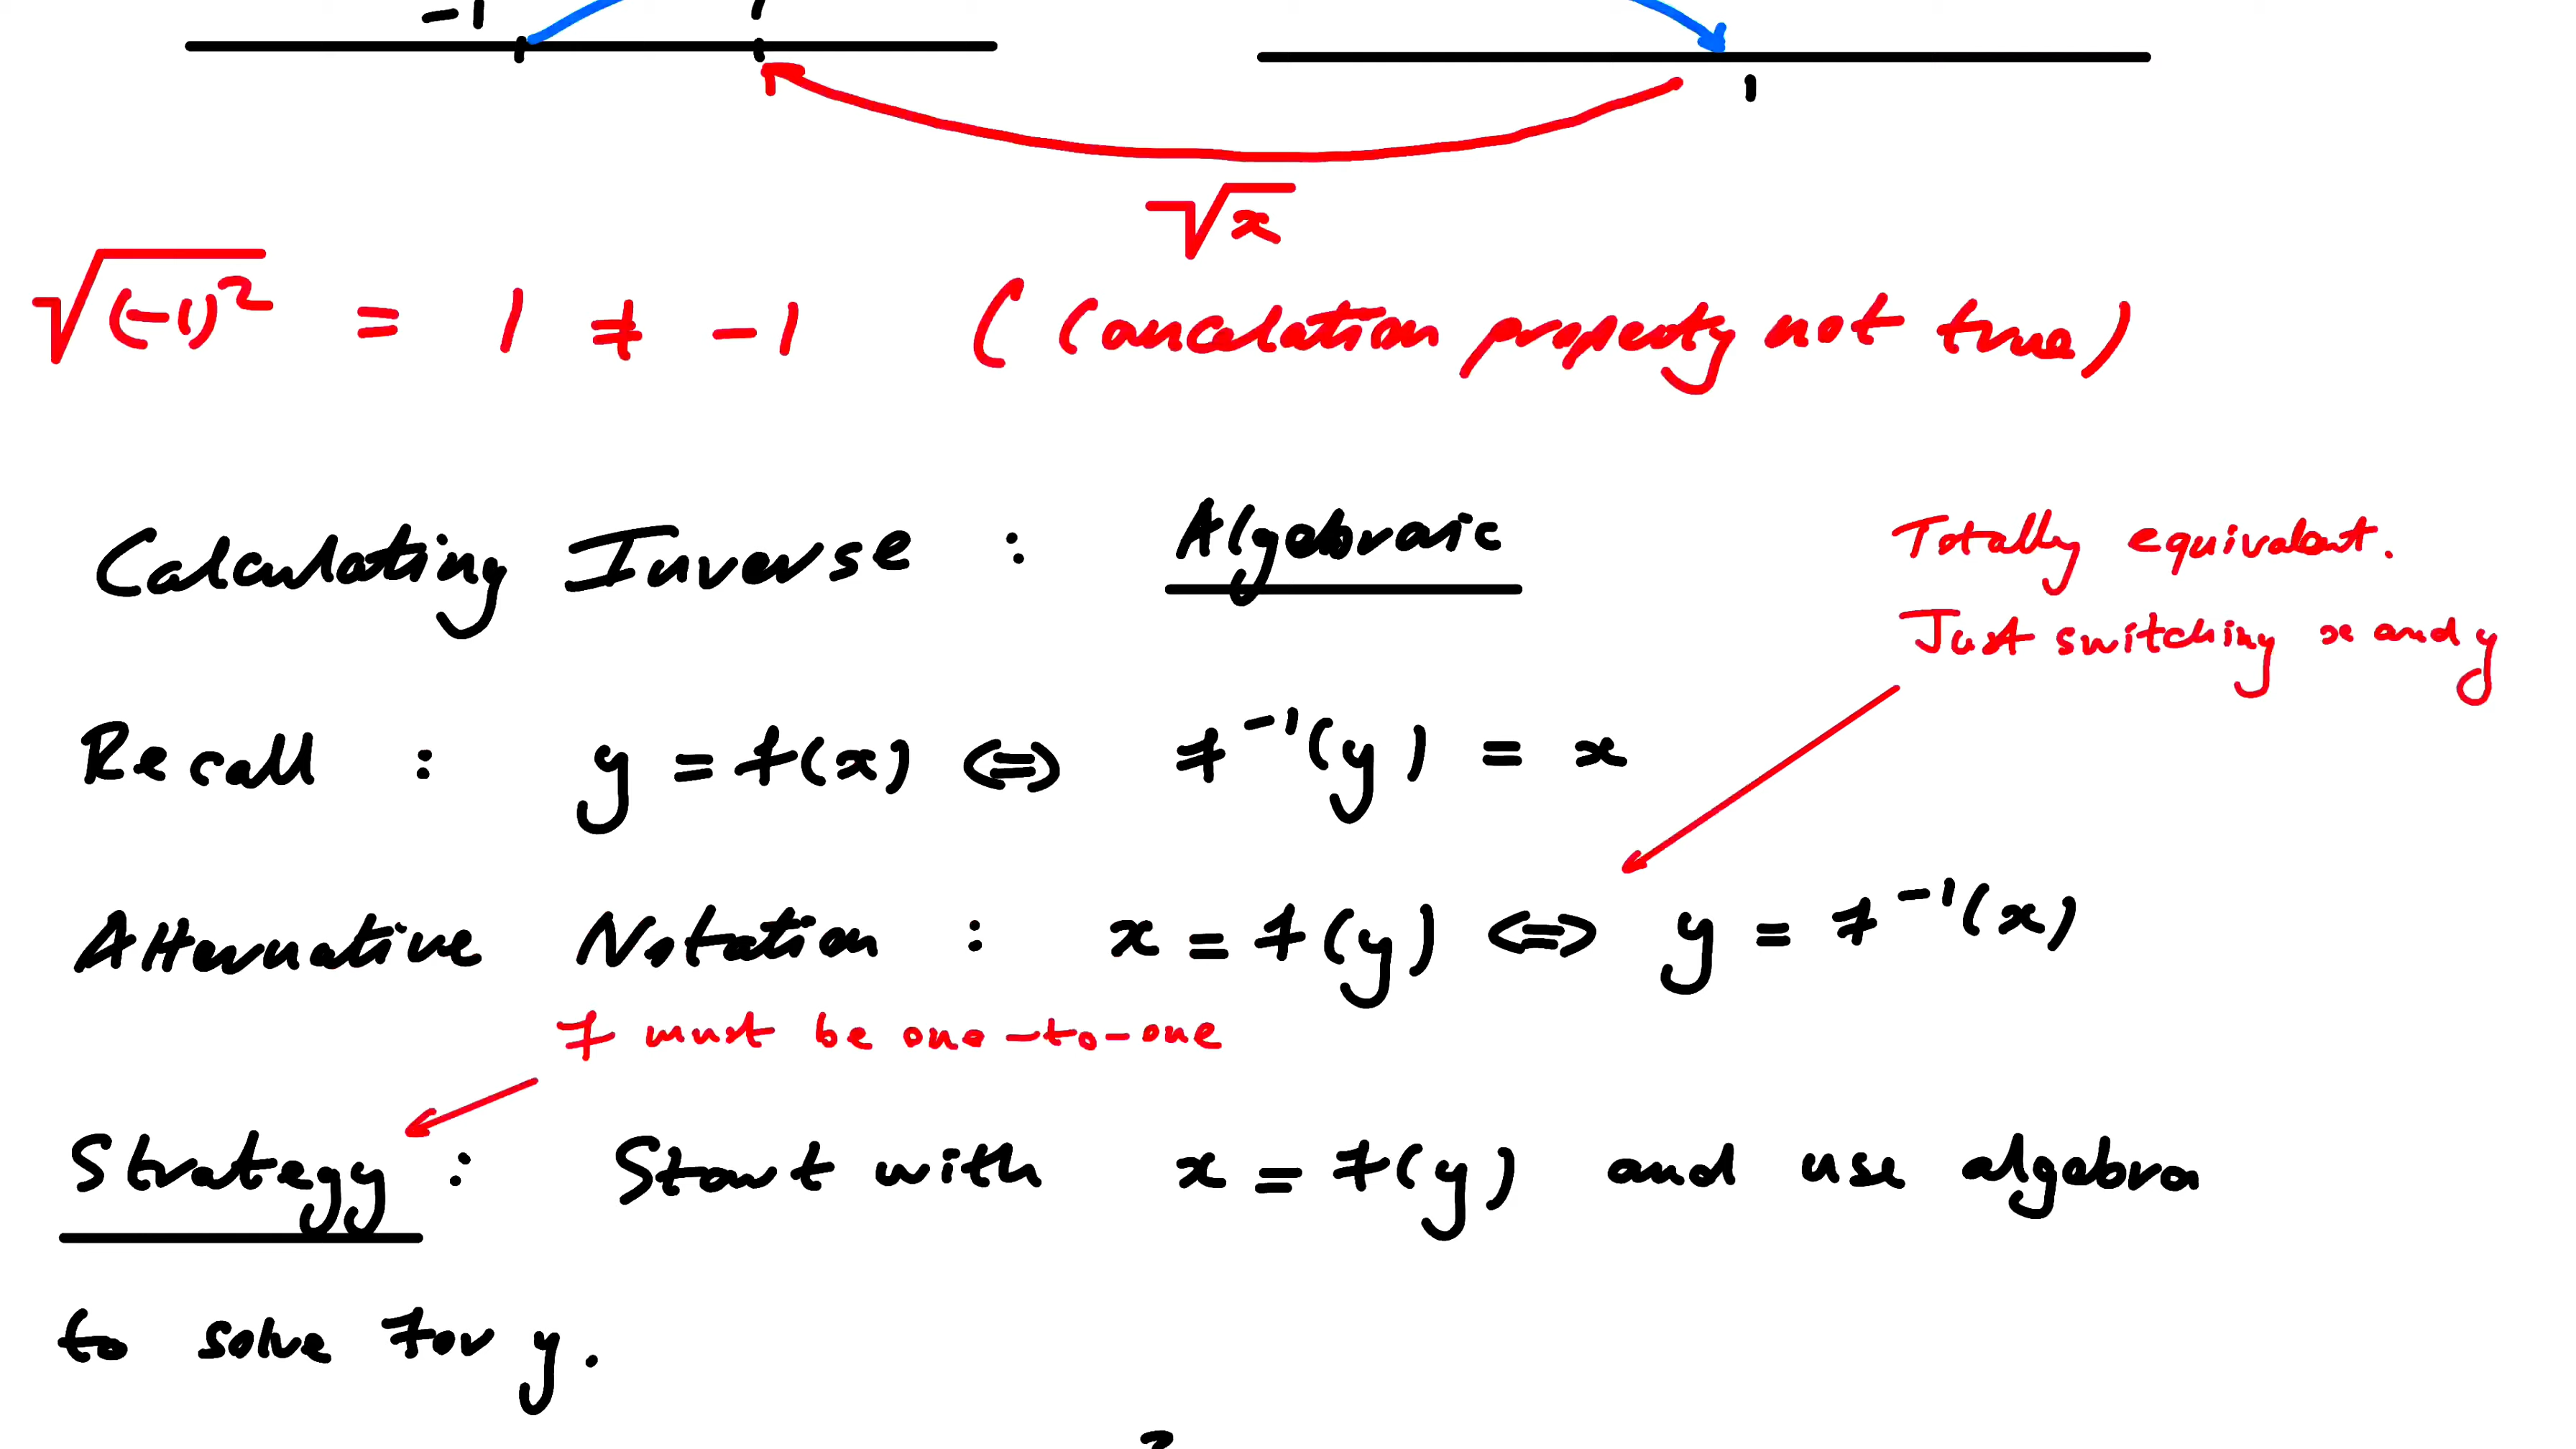 -1 1
1
√x
√(-1)² = 1 ≠ -1 (Cancelation property not true)
Calculating Inverse : Algebraic
Totally equivalent.
Just switching x and y
Recall : y = f(x) <=> f⁻¹(y) = x
Alternative Notation : x = f(y) <=> y = f⁻¹(x)
f must be one-to-one
Strategy : Start with x = f(y) and use algebra
to solve for y.